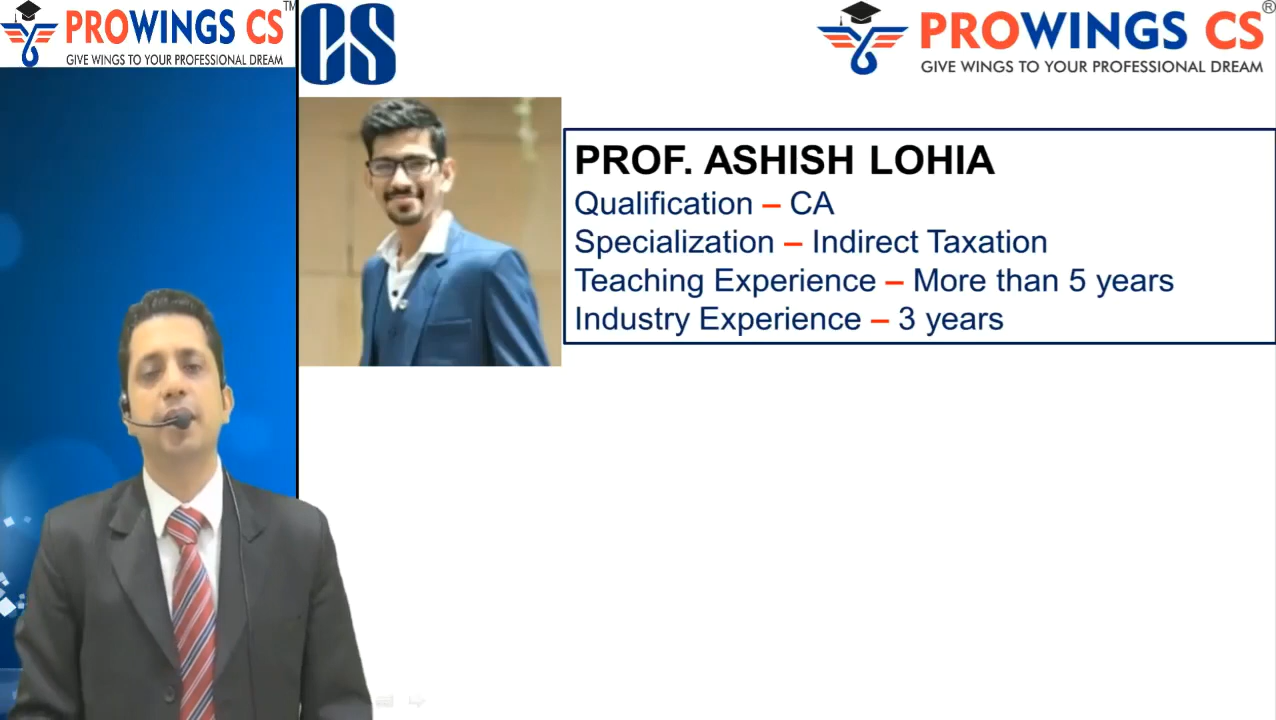 PROWINGS CS TM
GIVE WINGS TO YOUR PROFESSIONAL DREAM
CS
PROWINGS CS ®
GIVE WINGS TO YOUR PROFESSIONAL DREAM
PROF. ASHISH LOHIA
Qualification – CA
Specialization – Indirect Taxation
Teaching Experience – More than 5 years
Industry Experience – 3 years